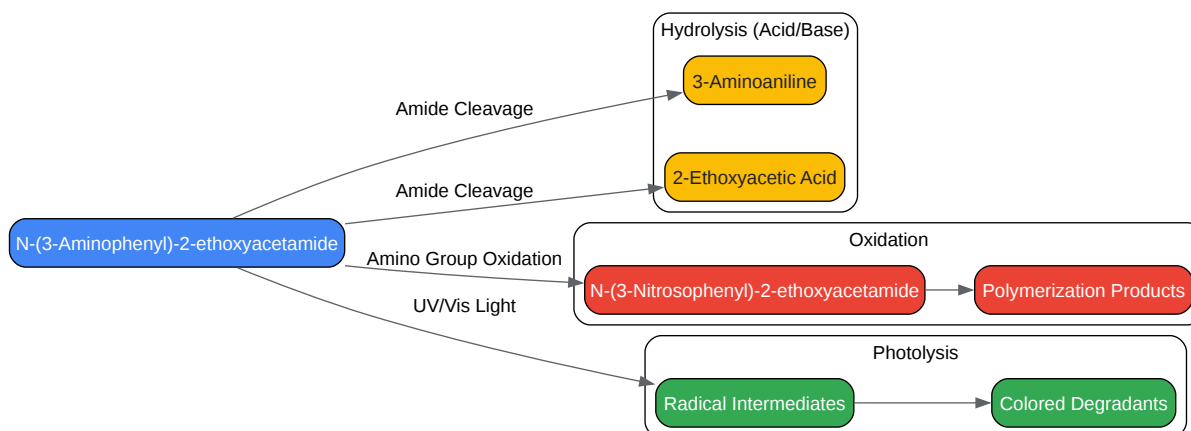 Hydrolysis (Acid/Base)
3-Aminoaniline
Amide Cleavage
2-Ethoxyacetic Acid
Amide Cleavage
N-(3-Aminophenyl)-2-ethoxyacetamide
Oxidation
Amino Group Oxidation
N-(3-Nitrosophenyl)-2-ethoxyacetamide
Polymerization Products
UV/Vis Light
Photolysis
Radical Intermediates
Colored Degradants